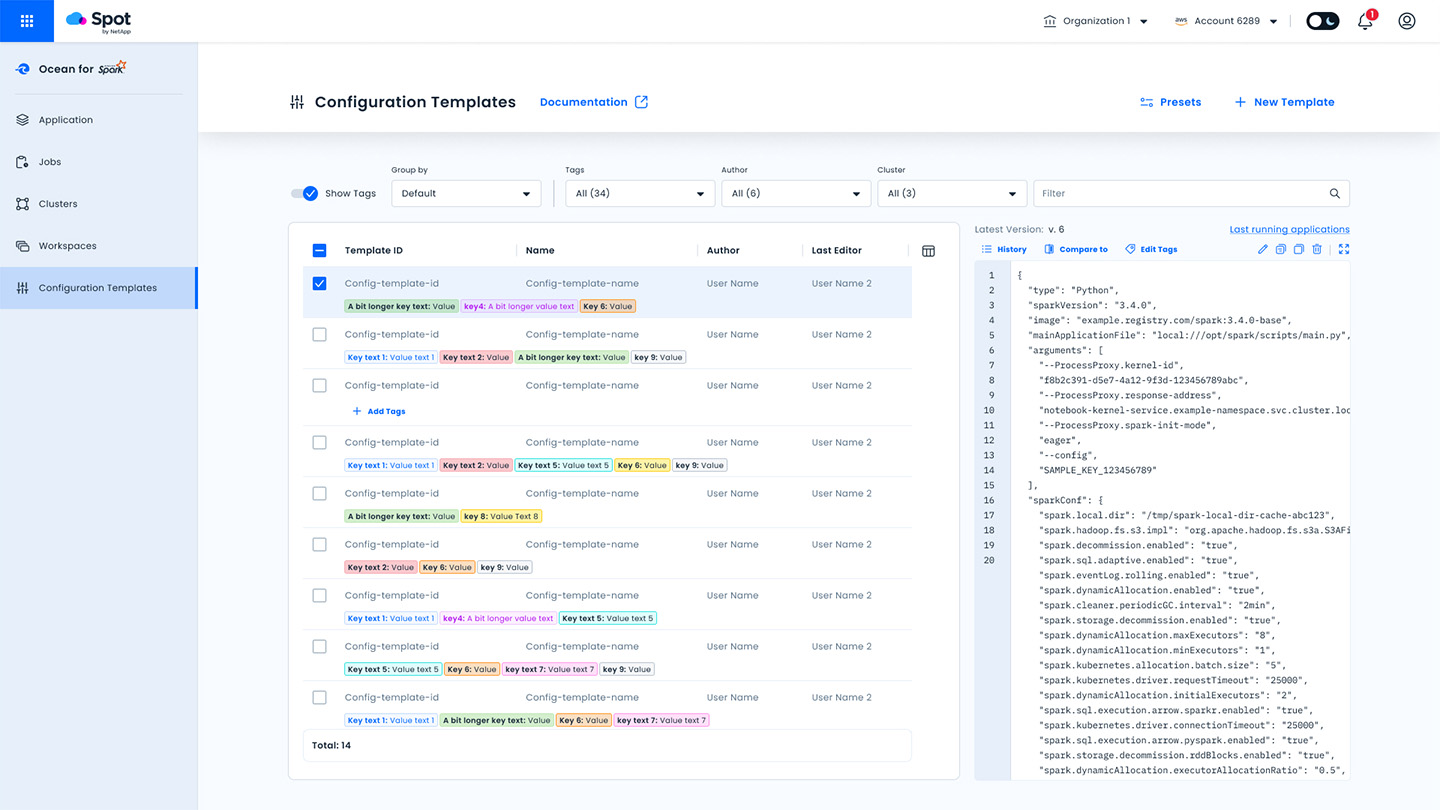 Spot
by NetApp
Organization 1
aws Account 6289
1
Ocean for Spark
Application
Jobs
Clusters
Workspaces
Configuration Templates
Configuration Templates
Documentation
Presets
New Template
Show Tags
Group by
Default
Tags
All (34)
Author
All (6)
Cluster
All (3)
Filter
Template ID Name Author Last Editor
Config-template-id Config-template-name User Name User Name 2
A bit longer key text: Value key4: A bit longer value text Key 6: Value
Config-template-id Config-template-name User Name User Name 2
Key text 1: Value text 1 Key text 2: Value A bit longer key text: Value key 9: Value
Config-template-id Config-template-name User Name User Name 2
Add Tags
Config-template-id Config-template-name User Name User Name 2
Key text 1: Value text 1 Key text 2: Value Key text 5: Value text 5 Key 6: Value key 9: Value
Config-template-id Config-template-name User Name User Name 2
A bit longer key text: Value key 8: Value Text 8
Config-template-id Config-template-name User Name User Name 2
Key text 2: Value Key 6: Value key 9: Value
Config-template-id Config-template-name User Name User Name 2
Key text 1: Value text 1 key4: A bit longer value text Key text 5: Value text 5
Config-template-id Config-template-name User Name User Name 2
Key text 5: Value text 5 Key 6: Value key text 7: Value text 7 key 9: Value
Config-template-id Config-template-name User Name User Name 2
Key text 1: Value text 1 A bit longer key text: Value Key 6: Value key text 7: Value text 7
Total: 14
Latest Version: v. 6
Last running applications
History Compare to Edit Tags
1 {
2 "type": "Python",
3 "sparkVersion": "3.4.0",
4 "image": "example.registry.com/spark:3.4.0-base",
5 "mainApplicationFile": "local:///opt/spark/scripts/main.py",
6 "arguments": [
7 "--ProcessProxy.kernel-id",
8 "f8b2c391-d5e7-4a12-9f3d-123456789abc",
9 "--ProcessProxy.response-address",
10 "notebook-kernel-service.example-namespace.svc.cluster.loc
11 "--ProcessProxy.spark-init-mode",
12 "eager",
13 "--config",
14 "SAMPLE_KEY_123456789"
15 ],
16 "sparkConf": {
17 "spark.local.dir": "/tmp/spark-local-dir-cache-abc123",
18 "spark.hadoop.fs.s3.impl": "org.apache.hadoop.fs.s3a.S3AFi
19 "spark.decommission.enabled": "true",
20 "spark.sql.adaptive.enabled": "true",
"spark.eventLog.rolling.enabled": "true",
"spark.dynamicAllocation.enabled": "true",
"spark.cleaner.periodicGC.interval": "2min",
"spark.storage.decommission.enabled": "true",
"spark.dynamicAllocation.maxExecutors": "8",
"spark.dynamicAllocation.minExecutors": "1",
"spark.kubernetes.allocation.batch.size": "5",
"spark.kubernetes.driver.requestTimeout": "25000",
"spark.dynamicAllocation.initialExecutors": "2",
"spark.sql.execution.arrow.sparkr.enabled": "true",
"spark.kubernetes.driver.connectionTimeout": "25000",
"spark.sql.execution.arrow.pyspark.enabled": "true",
"spark.storage.decommission.rddBlocks.enabled": "true",
"spark.dynamicAllocation.executorAllocationRatio": "0.5",